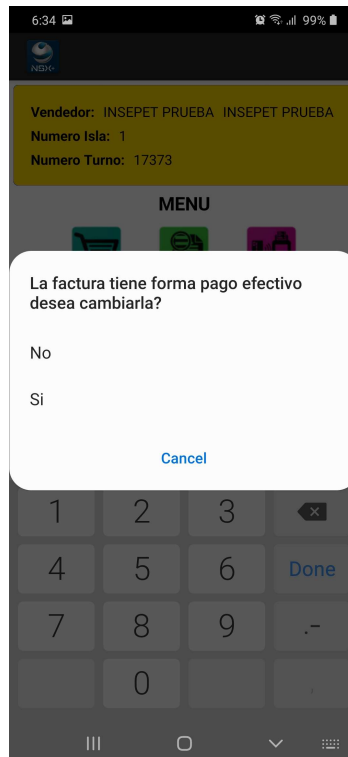 6:34
99%
NSX+
Vendedor: INSEPET PRUEBA INSEPET PRUEBA
Numero Isla: 1
Numero Turno: 17373
MENU
La factura tiene forma pago efectivo
desea cambiarla?
No
Si
Cancel
1 2 3
4 5 6 Done
7 8 9 .-
0 ,